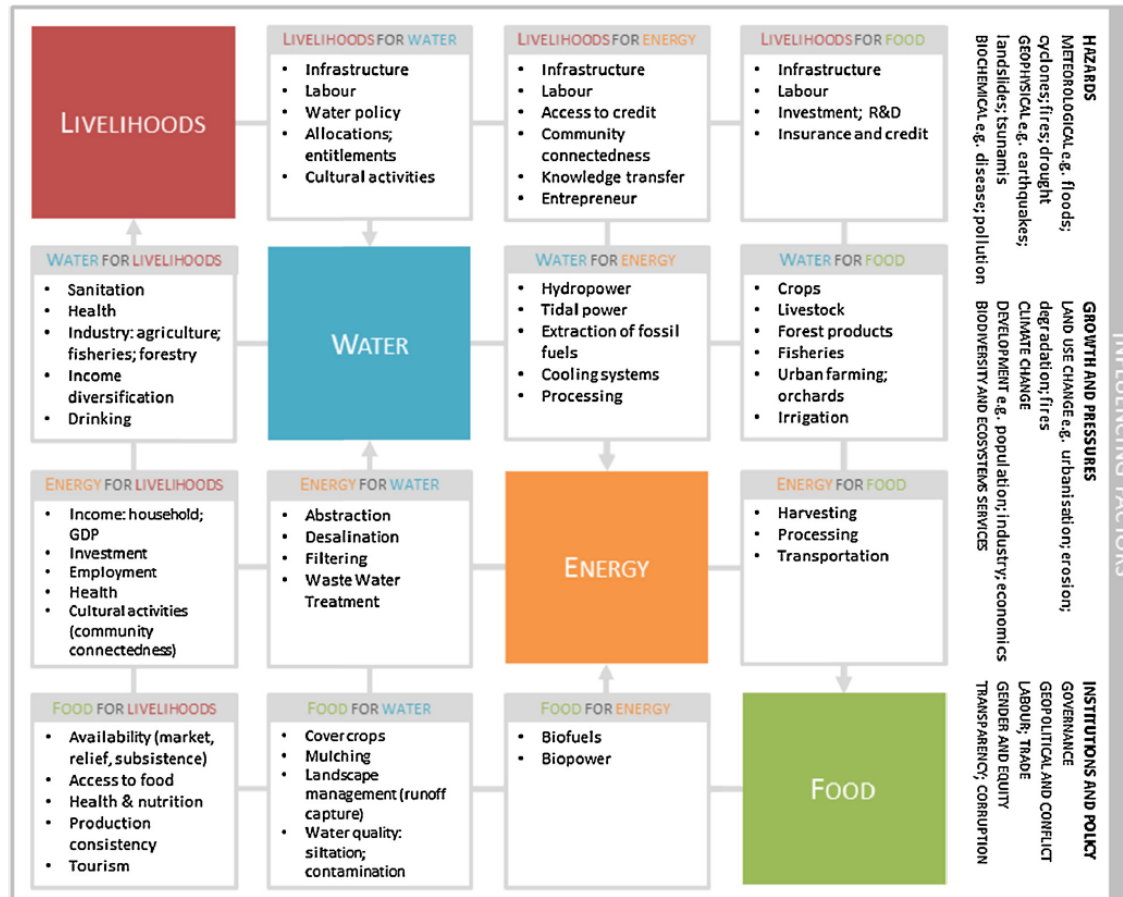 LIVELIHOODS
LIVELIHOODS FOR WATER
• Infrastructure
• Labour
• Water policy
• Allocations;
entitlements
• Cultural activities
LIVELIHOODS FOR ENERGY
• Infrastructure
• Labour
• Access to credit
• Community
connectedness
• Knowledge transfer
• Entrepreneur
LIVELIHOODS FOR FOOD
• Infrastructure
• Labour
• Investment; R&D
• Insurance and credit
WATER FOR LIVELIHOODS
• Sanitation
• Health
• Industry: agriculture;
fisheries; forestry
• Income
diversification
• Drinking
WATER
WATER FOR ENERGY
• Hydropower
• Tidal power
• Extraction of fossil
fuels
• Cooling systems
• Processing
WATER FOR FOOD
• Crops
• Livestock
• Forest products
• Fisheries
• Urban farming;
orchards
• Irrigation
ENERGY FOR LIVELIHOODS
• Income: household;
GDP
• Investment
• Employment
• Health
• Cultural activities
(community
connectedness)
ENERGY FOR WATER
• Abstraction
• Desalination
• Filtering
• Waste Water
Treatment
ENERGY
ENERGY FOR FOOD
• Harvesting
• Processing
• Transportation
FOOD FOR LIVELIHOODS
• Availability (market,
relief, subsistence)
• Access to food
• Health & nutrition
• Production
consistency
• Tourism
FOOD FOR WATER
• Cover crops
• Mulching
• Landscape
management (runoff
capture)
• Water quality:
siltation;
contamination
FOOD FOR ENERGY
• Biofuels
• Biopower
FOOD
HAZARDS
METEOROLOGICAL e.g. floods;
cyclones; fires; drought
GEOPHYSICAL e.g. earthquakes;
landslides; tsunamis
BIOCHEMICAL e.g. disease; pollution
GROWTH AND PRESSURES
LAND USE CHANGE e.g. urbanisation; erosion;
degradation; fires
CLIMATE CHANGE
DEVELOPMENT e.g. population; industry; economics
BIODIVERSITY AND ECOSYSTEMS SERVICES
INSTITUTIONS AND POLICY
GOVERNANCE
GEOPOLITICAL AND CONFLICT
LABOUR; TRADE
GENDER AND EQUITY
TRANSPARENCY; CORRUPTION
INFLUENCING FACTORS